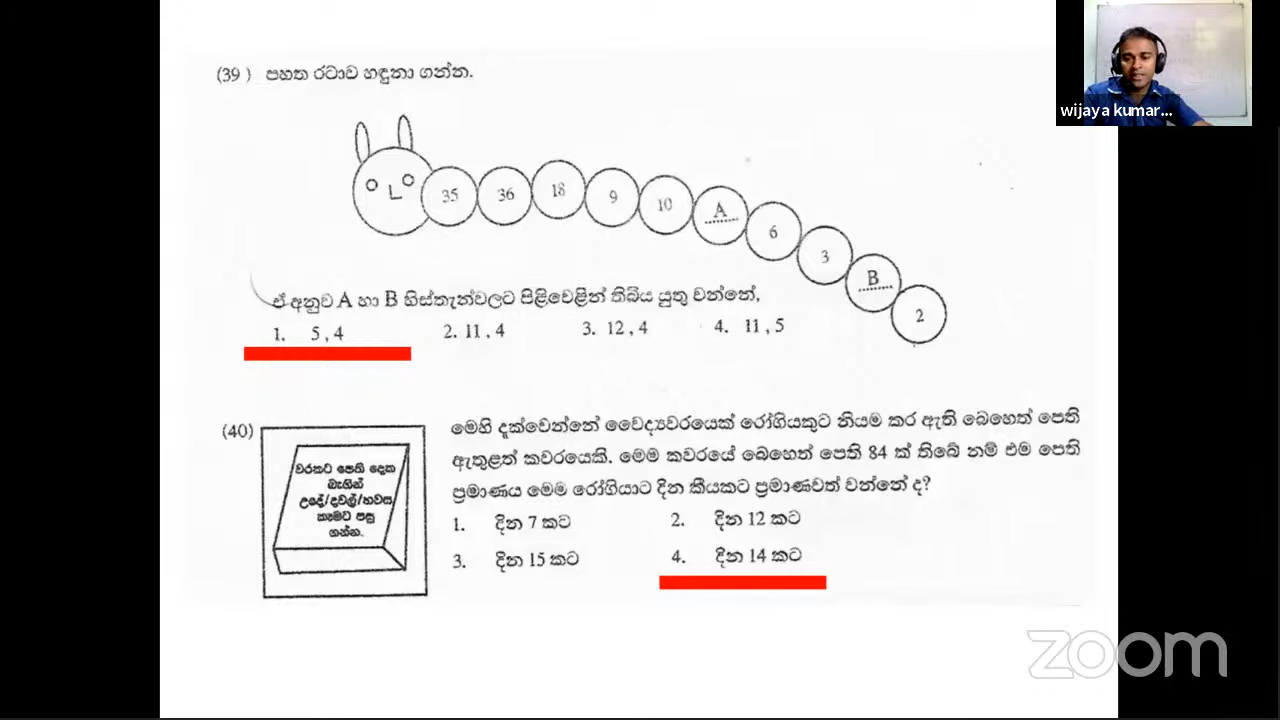 (39 ) පහත රටාව හඳුනා ගන්න.
35 36 18 9 10 A 6 3 B 2
ඒ අනුව A හා B හිස්තැන්වලට පිළිවෙළින් තිබිය යුතු වන්නේ,
1. 5 , 4 2. 11 , 4 3. 12 , 4 4. 11 , 5
(40) මෙහි දැක්වෙන්නේ වෛද්‍යවරයෙක් රෝගියකුට නියම කර ඇති බෙහෙත් පෙති
ඇතුළත් කවරයෙකි. මෙම කවරයේ බෙහෙත් පෙති 84 ක් තිබේ නම් එම පෙති
ප්‍රමාණය මෙම රෝගියාට දින කීයකට ප්‍රමාණවත් වන්නේ ද?
1. දින 7 කට 2. දින 12 කට
3. දින 15 කට 4. දින 14 කට
වරකට පෙති දෙක
බැගින්
උදේ/දවල්/හවස
කෑමට පසු
ගන්න.
wijaya kumar...
zoom